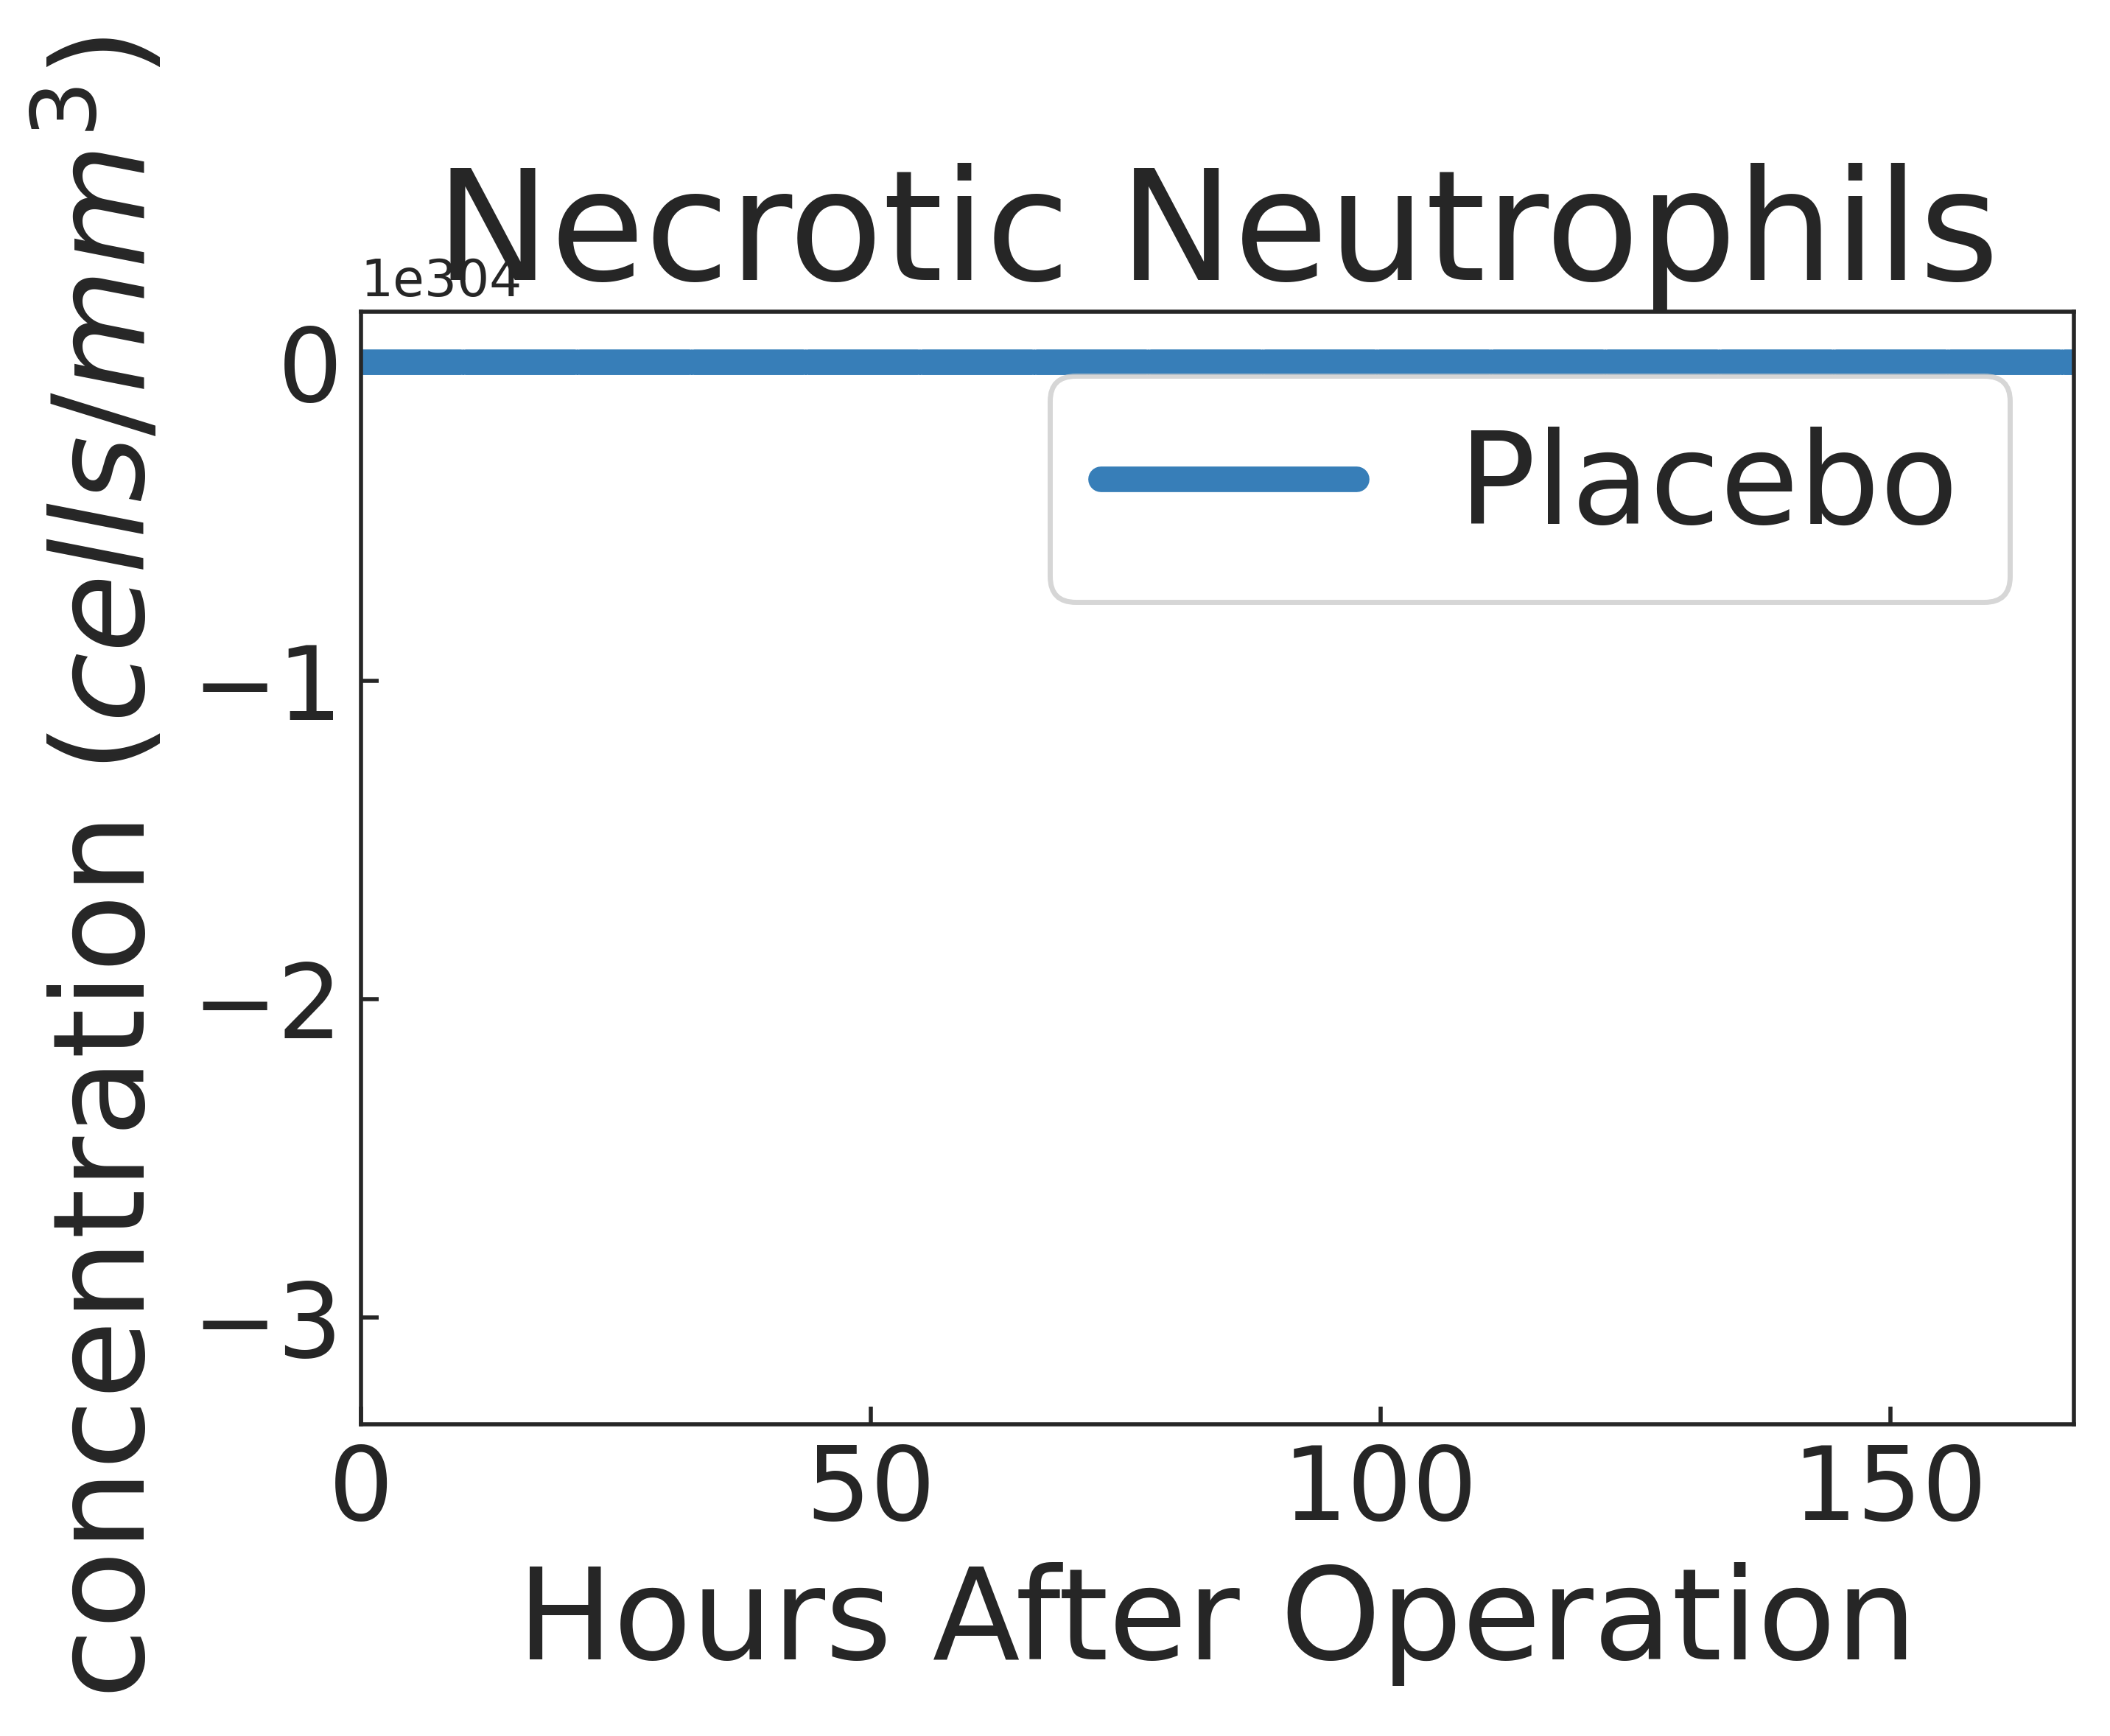 Necrotic Neutrophils
1e304
0
−1
−2
−3
Placebo
0 50 100 150
Hours After Operation
concentration (cells/mm³)